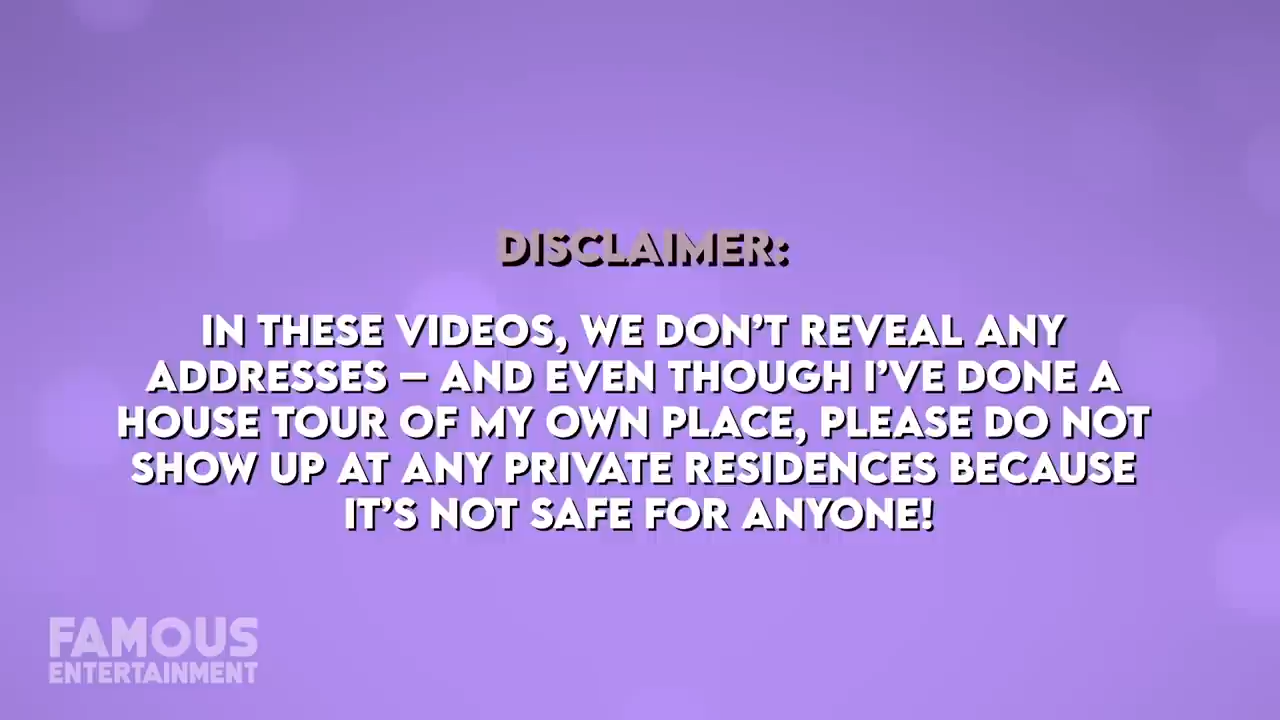 DISCLAIMER:
IN THESE VIDEOS, WE DON'T REVEAL ANY
ADDRESSES – AND EVEN THOUGH I'VE DONE A
HOUSE TOUR OF MY OWN PLACE, PLEASE DO NOT
SHOW UP AT ANY PRIVATE RESIDENCES BECAUSE
IT'S NOT SAFE FOR ANYONE!
FAMOUS
ENTERTAINMENT